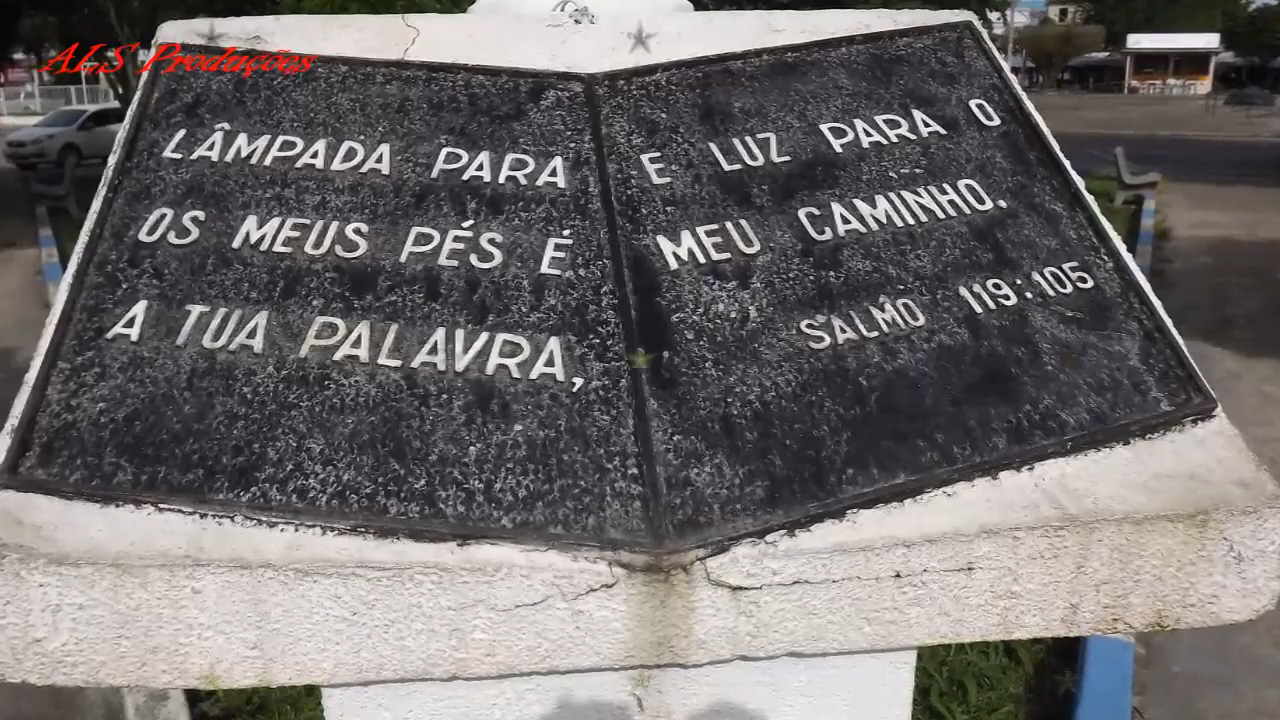 ALS Produções
LÂMPADA PARA
OS MEUS PÉS É
A TUA PALAVRA,
E LUZ PARA O
MEU CAMINHO.
SALMO 119:105